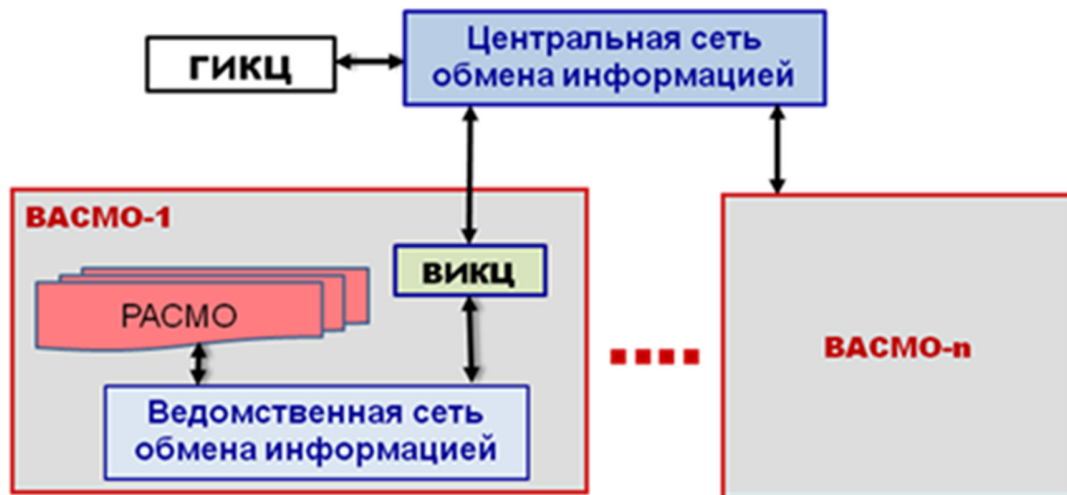 Центральная сеть
обмена информацией
ГИКЦ
ВАСМО-1
ВИКЦ
РАСМО
ВАСМО-n
Ведомственная сеть
обмена информацией